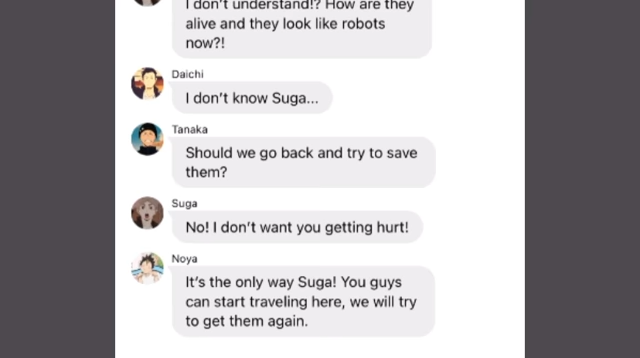 I don't understand!? How are they
alive and they look like robots
now?!
Daichi
I don't know Suga...
Tanaka
Should we go back and try to save
them?
Suga
No! I don't want you getting hurt!
Noya
It's the only way Suga! You guys
can start traveling here, we will try
to get them again.